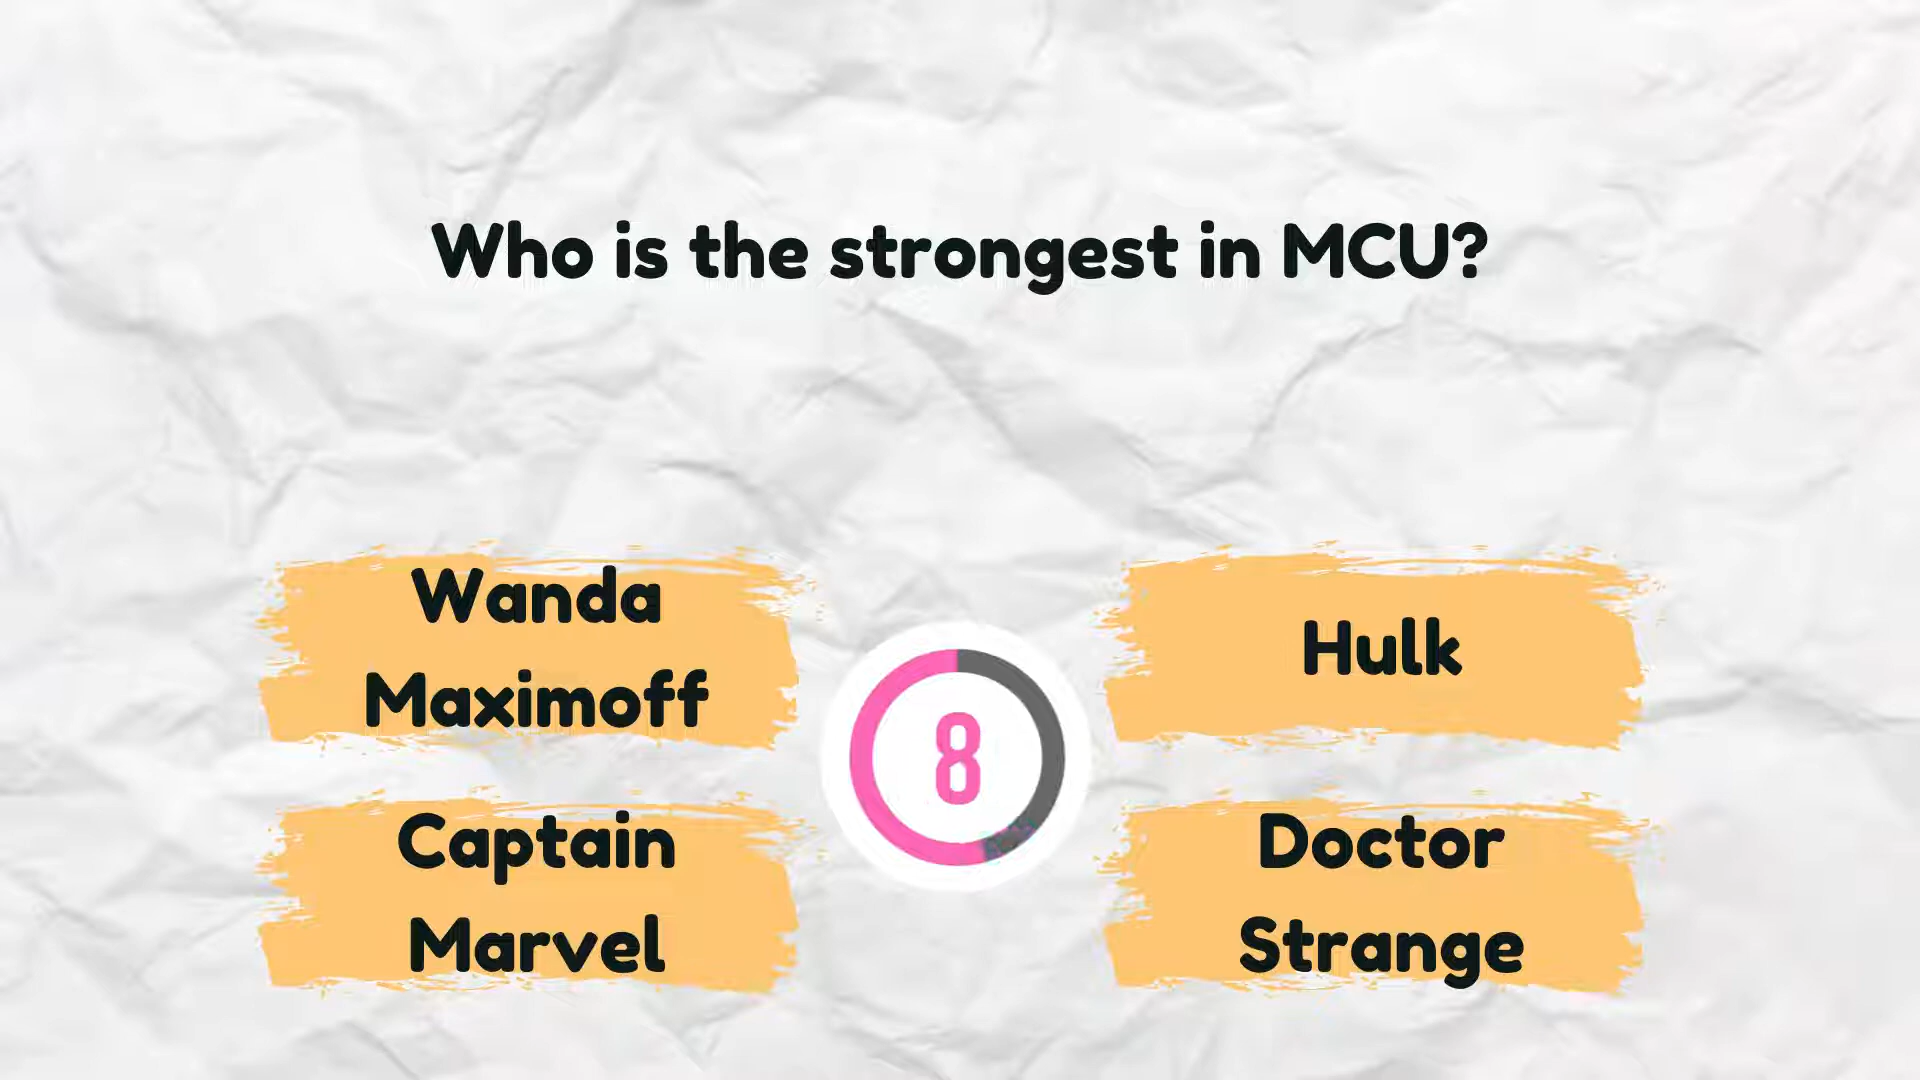 Who is the strongest in MCU?
Wanda
Maximoff
Hulk
8
Captain
Marvel
Doctor
Strange